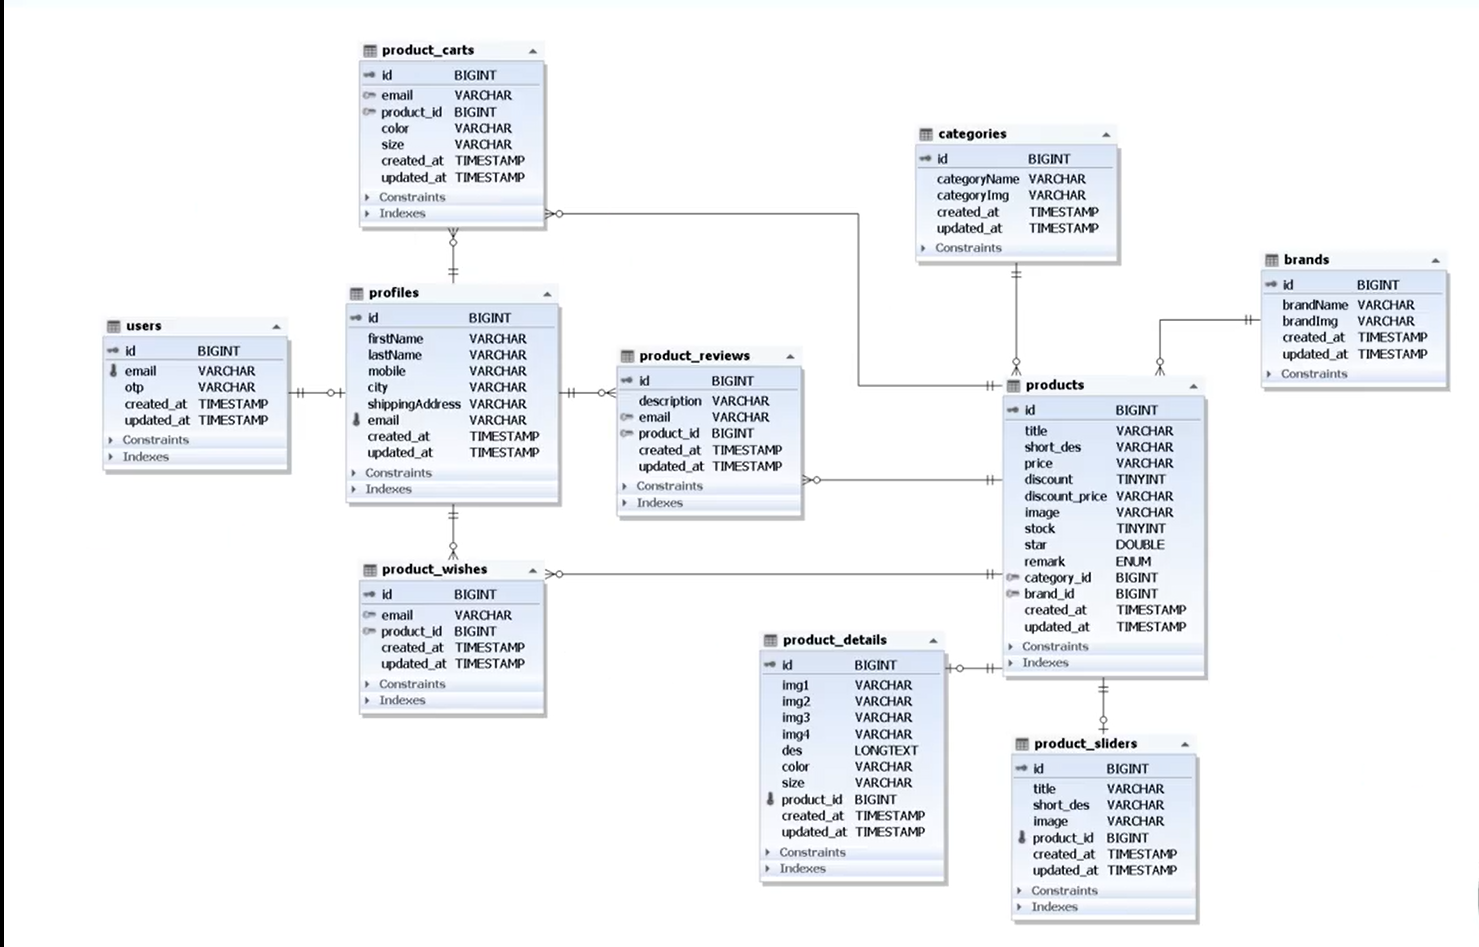 product_carts
id BIGINT
email VARCHAR
product_id BIGINT
color VARCHAR
size VARCHAR
created_at TIMESTAMP
updated_at TIMESTAMP
Constraints
Indexes
categories
id BIGINT
categoryName VARCHAR
categoryImg VARCHAR
created_at TIMESTAMP
updated_at TIMESTAMP
Constraints
brands
id BIGINT
brandName VARCHAR
brandImg VARCHAR
created_at TIMESTAMP
updated_at TIMESTAMP
Constraints
users
id BIGINT
email VARCHAR
otp VARCHAR
created_at TIMESTAMP
updated_at TIMESTAMP
Constraints
Indexes
profiles
id BIGINT
firstName VARCHAR
lastName VARCHAR
mobile VARCHAR
city VARCHAR
shippingAddress VARCHAR
email VARCHAR
created_at TIMESTAMP
updated_at TIMESTAMP
Constraints
Indexes
product_reviews
id BIGINT
description VARCHAR
email VARCHAR
product_id BIGINT
created_at TIMESTAMP
updated_at TIMESTAMP
Constraints
Indexes
products
id BIGINT
title VARCHAR
short_des VARCHAR
price VARCHAR
discount TINYINT
discount_price VARCHAR
image VARCHAR
stock TINYINT
star DOUBLE
remark ENUM
category_id BIGINT
brand_id BIGINT
created_at TIMESTAMP
updated_at TIMESTAMP
Constraints
Indexes
product_wishes
id BIGINT
email VARCHAR
product_id BIGINT
created_at TIMESTAMP
updated_at TIMESTAMP
Constraints
Indexes
product_details
id BIGINT
img1 VARCHAR
img2 VARCHAR
img3 VARCHAR
img4 VARCHAR
des LONGTEXT
color VARCHAR
size VARCHAR
product_id BIGINT
created_at TIMESTAMP
updated_at TIMESTAMP
Constraints
Indexes
product_sliders
id BIGINT
title VARCHAR
short_des VARCHAR
image VARCHAR
product_id BIGINT
created_at TIMESTAMP
updated_at TIMESTAMP
Constraints
Indexes